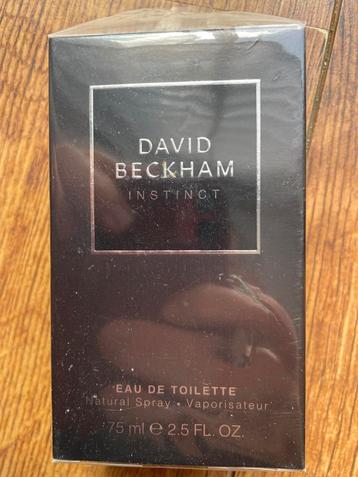 DAVID
BECKHAM
INSTINCT
EAU DE TOILETTE
Natural Spray • Vaporisateur
75 ml ℮ 2.5 FL. OZ.